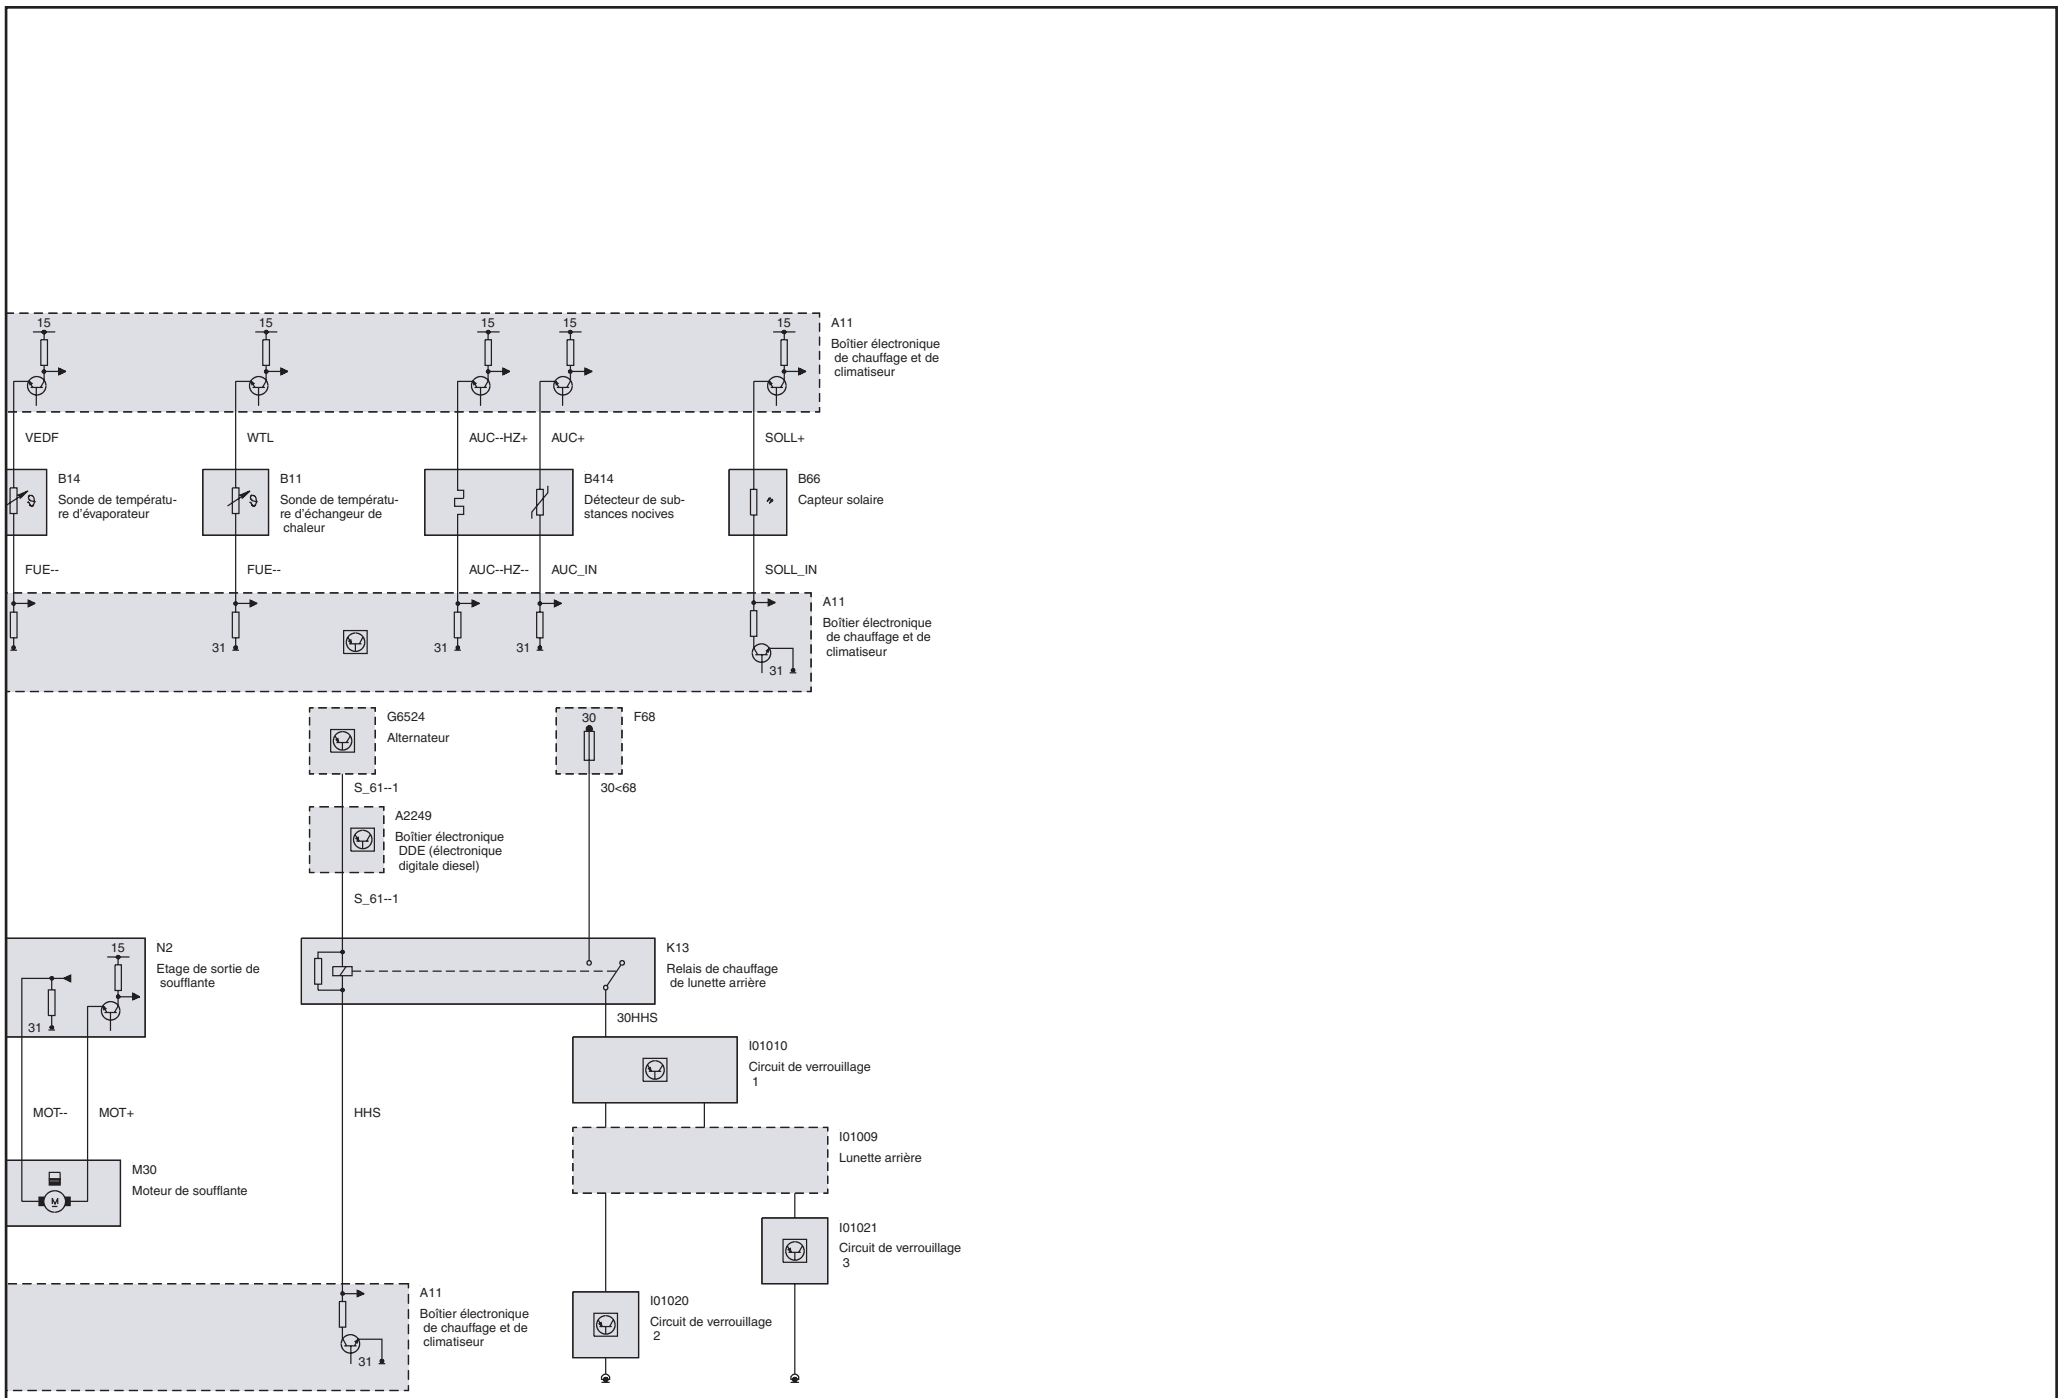 15
15
15
15
15
A11
Boîtier électronique
de chauffage et de
climatiseur
VEDF
WTL
AUC--HZ+
AUC+
SOLL+
B14
Sonde de températu-
re d'évaporateur
B11
Sonde de températu-
re d'échangeur de
chaleur
B414
Détecteur de sub-
stances nocives
B66
Capteur solaire
FUE--
FUE--
AUC--HZ--
AUC_IN
SOLL_IN
A11
Boîtier électronique
de chauffage et de
climatiseur
31
31
31
31
G6524
Alternateur
30
F68
S_61--1
30<68
A2249
Boîtier électronique
DDE (électronique
digitale diesel)
S_61--1
15
N2
Etage de sortie de
soufflante
31
K13
Relais de chauffage
de lunette arrière
30HHS
I01010
Circuit de verrouillage
1
MOT--
MOT+
HHS
I01009
Lunette arrière
M30
Moteur de soufflante
M
I01021
Circuit de verrouillage
3
A11
Boîtier électronique
de chauffage et de
climatiseur
31
I01020
Circuit de verrouillage
2